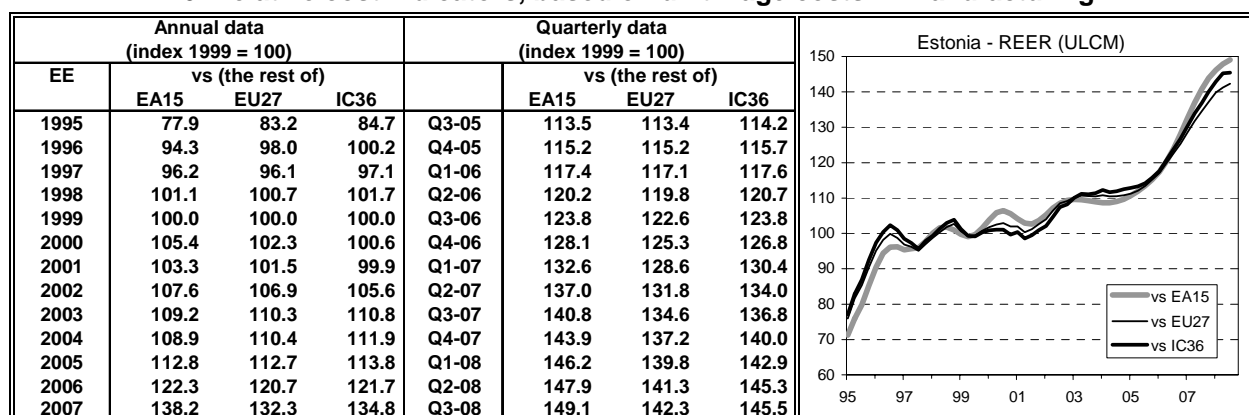 Annual data
(index 1999 = 100)
Quarterly data
(index 1999 = 100)
EE vs (the rest of) vs (the rest of)
EA15 EU27 IC36 EA15 EU27 IC36
1995 77.9 83.2 84.7 Q3-05 113.5 113.4 114.2
1996 94.3 98.0 100.2 Q4-05 115.2 115.2 115.7
1997 96.2 96.1 97.1 Q1-06 117.4 117.1 117.6
1998 101.1 100.7 101.7 Q2-06 120.2 119.8 120.7
1999 100.0 100.0 100.0 Q3-06 123.8 122.6 123.8
2000 105.4 102.3 100.6 Q4-06 128.1 125.3 126.8
2001 103.3 101.5 99.9 Q1-07 132.6 128.6 130.4
2002 107.6 106.9 105.6 Q2-07 137.0 131.8 134.0
2003 109.2 110.3 110.8 Q3-07 140.8 134.6 136.8
2004 108.9 110.4 111.9 Q4-07 143.9 137.2 140.0
2005 112.8 112.7 113.8 Q1-08 146.2 139.8 142.9
2006 122.3 120.7 121.7 Q2-08 147.9 141.3 145.3
2007 138.2 132.3 134.8 Q3-08 149.1 142.3 145.5
Estonia - REER (ULCM)
150
140
130
120
110
100
90
80
70
60
95 97 99 01 03 05 07
vs EA15
vs EU27
vs IC36